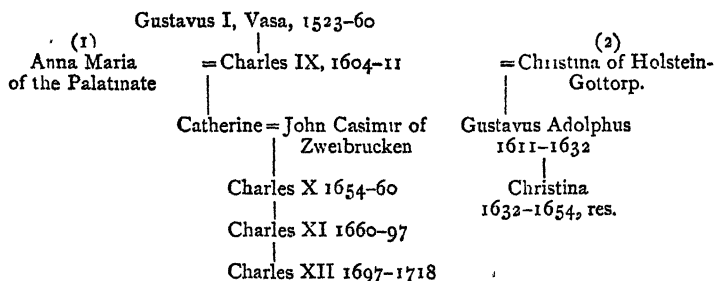 Gustavus I, Vasa, 1523–60
(1) (2)
Anna Maria = Charles IX, 1604–11 = Christina of Holstein-
of the Palatinate Gottorp.
Catherine = John Casimir of Gustavus Adolphus
Zweibrucken 1611–1632
Charles X 1654–60 Christina
1632–1654, res.
Charles XI 1660–97
Charles XII 1697–1718